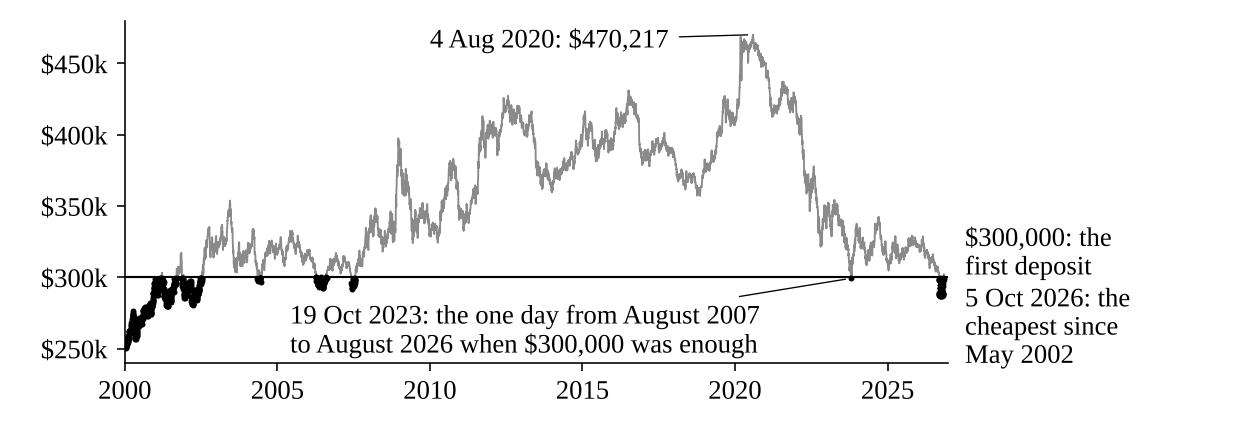 4 Aug 2020: $470,217
$450k
$400k
$350k
$300k
$250k
$300,000: the
first deposit
5 Oct 2026: the
cheapest since
May 2002
19 Oct 2023: the one day from August 2007
to August 2026 when $300,000 was enough
2000 2005 2010 2015 2020 2025